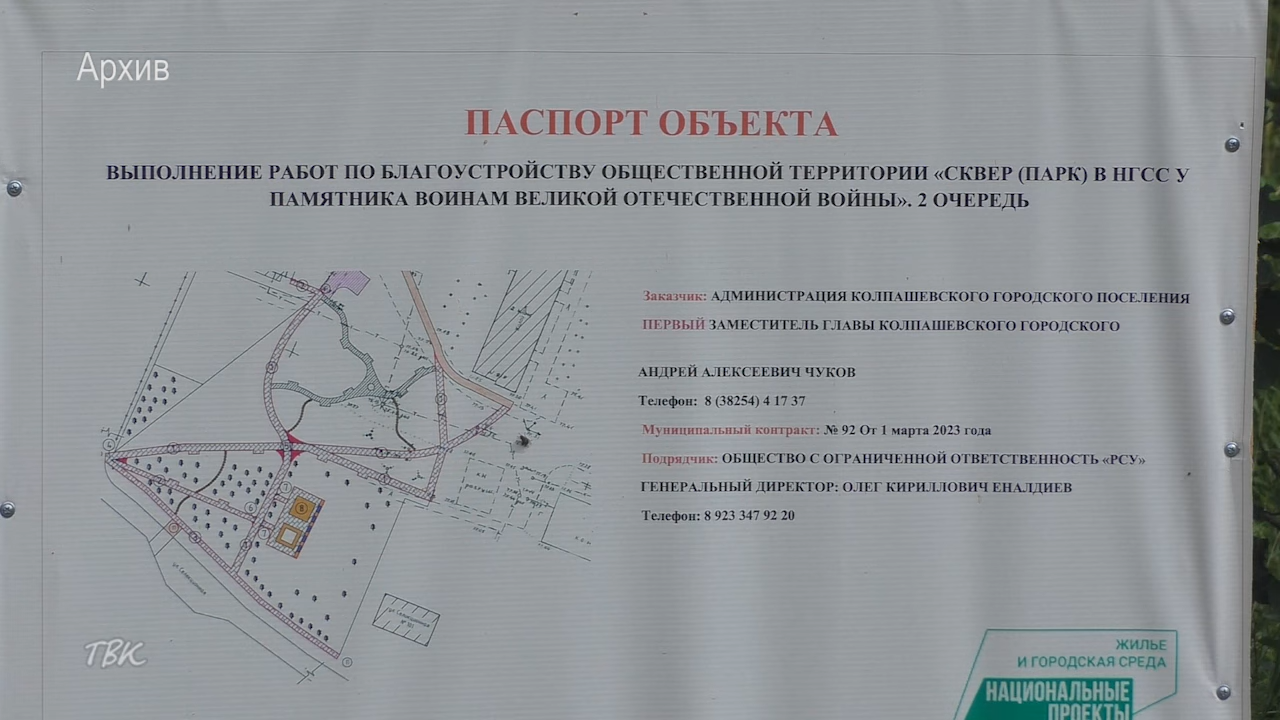 Архив
ПАСПОРТ ОБЪЕКТА
ВЫПОЛНЕНИЕ РАБОТ ПО БЛАГОУСТРОЙСТВУ ОБЩЕСТВЕННОЙ ТЕРРИТОРИИ «СКВЕР (ПАРК) В НГСС У
ПАМЯТНИКА ВОИНАМ ВЕЛИКОЙ ОТЕЧЕСТВЕННОЙ ВОЙНЫ». 2 ОЧЕРЕДЬ
Заказчик: АДМИНИСТРАЦИЯ КОЛПАШЕВСКОГО ГОРОДСКОГО ПОСЕЛЕНИЯ
ПЕРВЫЙ ЗАМЕСТИТЕЛЬ ГЛАВЫ КОЛПАШЕВСКОГО ГОРОДСКОГО
АНДРЕЙ АЛЕКСЕЕВИЧ ЧУКОВ
Телефон: 8 (38254) 4 17 37
Муниципальный контракт: № 92 От 1 марта 2023 года
Подрядчик: ОБЩЕСТВО С ОГРАНИЧЕННОЙ ОТВЕТСТВЕННОСТЬ «РСУ»
ГЕНЕРАЛЬНЫЙ ДИРЕКТОР: ОЛЕГ КИРИЛЛОВИЧ ЕНАЛДИЕВ
Телефон: 8 923 347 92 20
ТВК
ЖИЛЬЕ
И ГОРОДСКАЯ СРЕДА
НАЦИОНАЛЬНЫЕ
ПРОЕКТЫ